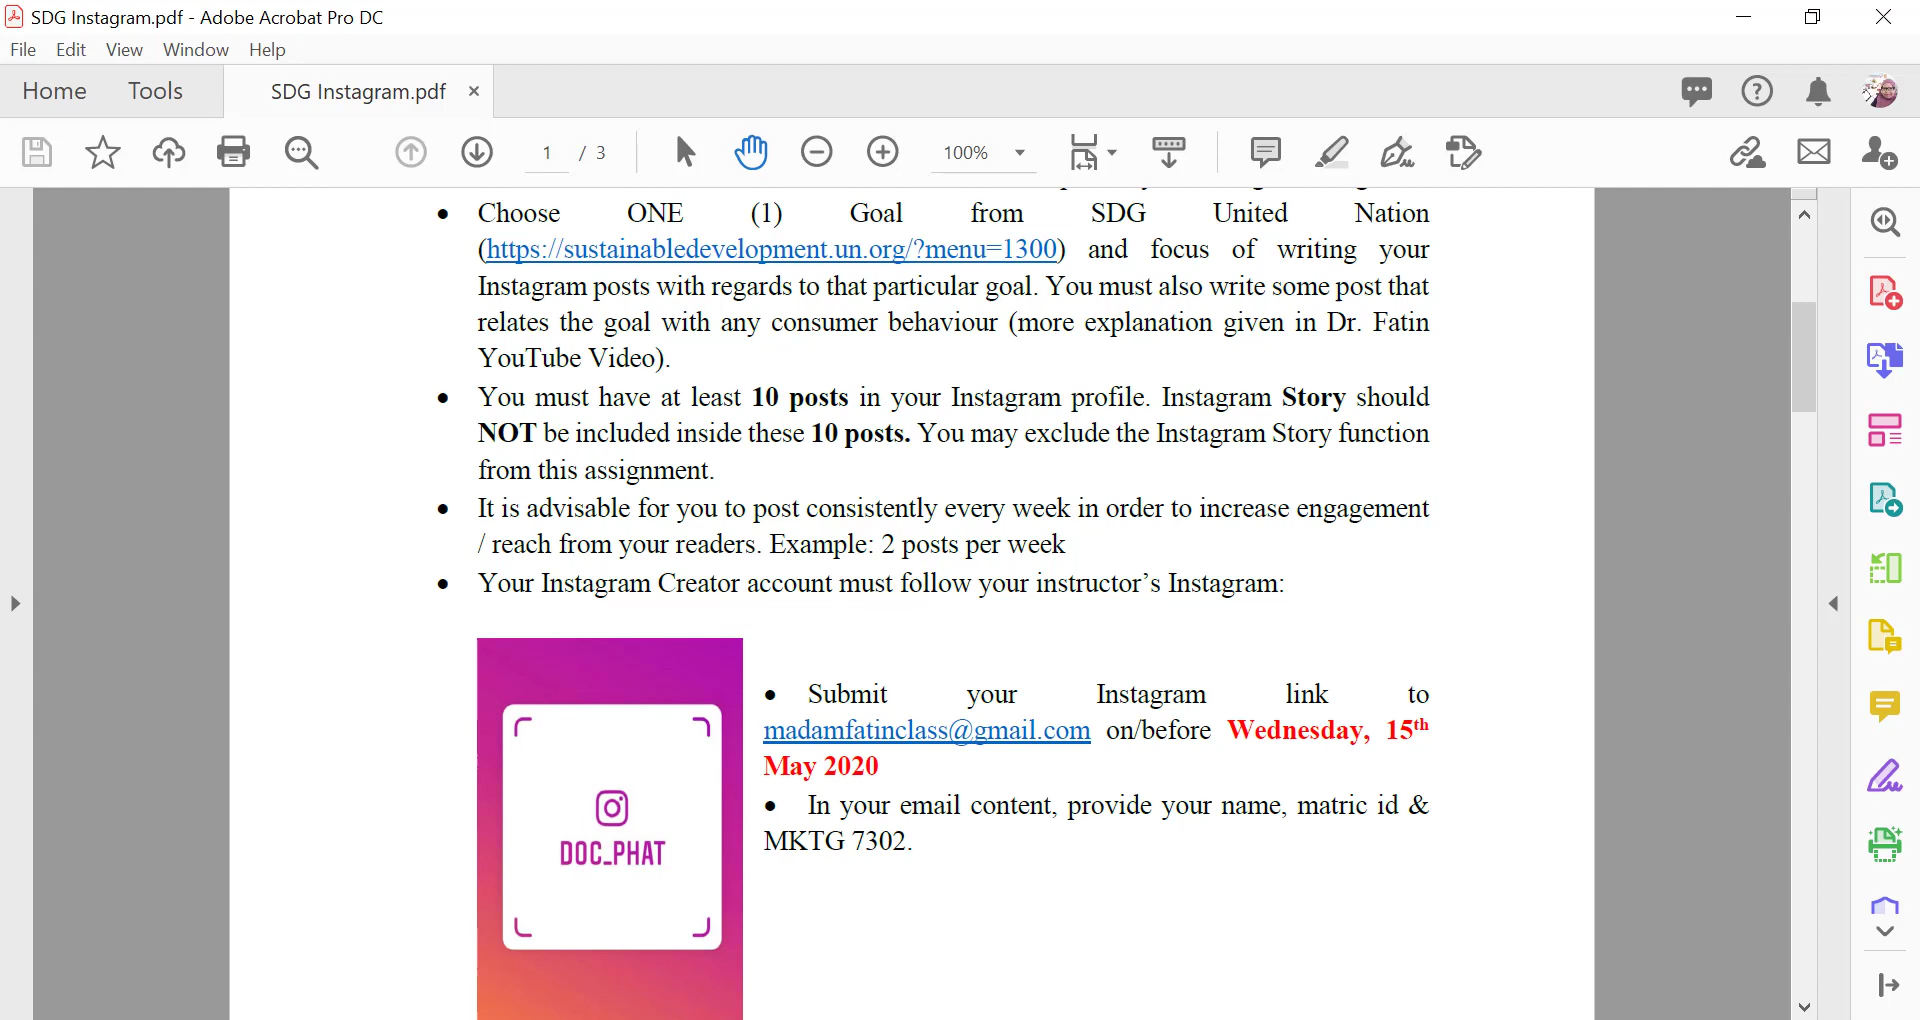 SDG Instagram.pdf - Adobe Acrobat Pro DC
File Edit View Window Help
Home Tools SDG Instagram.pdf ×
1 / 3 100%
• Choose ONE (1) Goal from SDG United Nation
(https://sustainabledevelopment.un.org/?menu=1300) and focus of writing your
Instagram posts with regards to that particular goal. You must also write some post that
relates the goal with any consumer behaviour (more explanation given in Dr. Fatin
YouTube Video).
• You must have at least 10 posts in your Instagram profile. Instagram Story should
NOT be included inside these 10 posts. You may exclude the Instagram Story function
from this assignment.
• It is advisable for you to post consistently every week in order to increase engagement
/ reach from your readers. Example: 2 posts per week
• Your Instagram Creator account must follow your instructor's Instagram:
DOC_PHAT
• Submit your Instagram link to
madamfatinclass@gmail.com on/before Wednesday, 15th
May 2020
• In your email content, provide your name, matric id &
MKTG 7302.